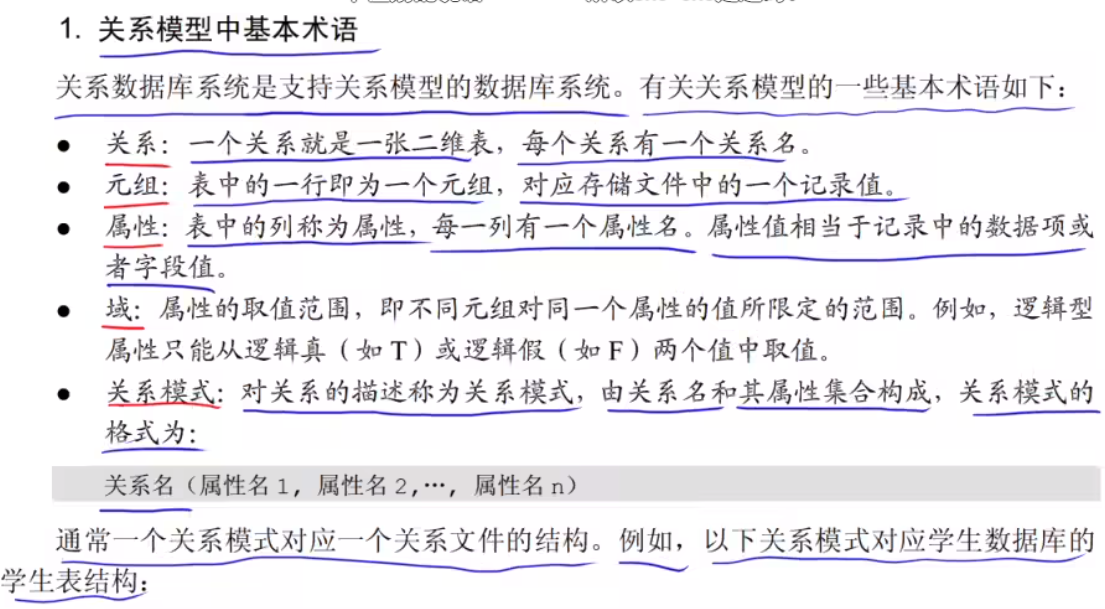 1. 关系模型中基本术语
关系数据库系统是支持关系模型的数据库系统。有关关系模型的一些基本术语如下：
● 关系：一个关系就是一张二维表，每个关系有一个关系名。
● 元组：表中的一行即为一个元组，对应存储文件中的一个记录值。
● 属性：表中的列称为属性，每一列有一个属性名。属性值相当于记录中的数据项或
者字段值。
● 域：属性的取值范围，即不同元组对同一个属性的值所限定的范围。例如，逻辑型
属性只能从逻辑真（如 T）或逻辑假（如 F）两个值中取值。
● 关系模式：对关系的描述称为关系模式，由关系名和其属性集合构成，关系模式的
格式为：
关系名（属性名 1, 属性名 2,…, 属性名 n）
通常一个关系模式对应一个关系文件的结构。例如，以下关系模式对应学生数据库的
学生表结构：